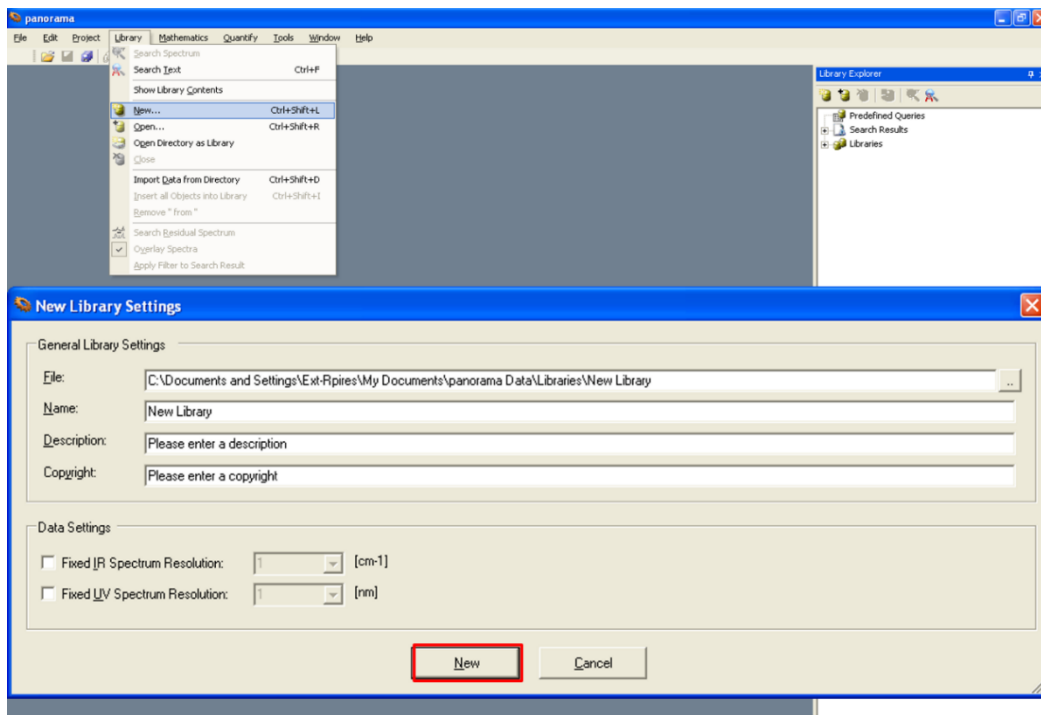 panorama
File Edit Project Library Mathematics Quantify Tools Window Help
Search Spectrum
Search Text Ctrl+F
Show Library Contents
New... Ctrl+Shift+L
Open... Ctrl+Shift+R
Open Directory as Library
Close
Import Data from Directory Ctrl+Shift+D
Insert all Objects into Library Ctrl+Shift+I
Remove " from "
Search Residual Spectrum
Overlay Spectra
Apply Filter to Search Result
Library Explorer
Predefined Queries
Search Results
Libraries
New Library Settings
General Library Settings
File: C:\Documents and Settings\Ext-Rpires\My Documents\panorama Data\Libraries\New Library ..
Name: New Library
Description: Please enter a description
Copyright: Please enter a copyright
Data Settings
Fixed IR Spectrum Resolution: 1 [cm-1]
Fixed UV Spectrum Resolution: 1 [nm]
New Cancel